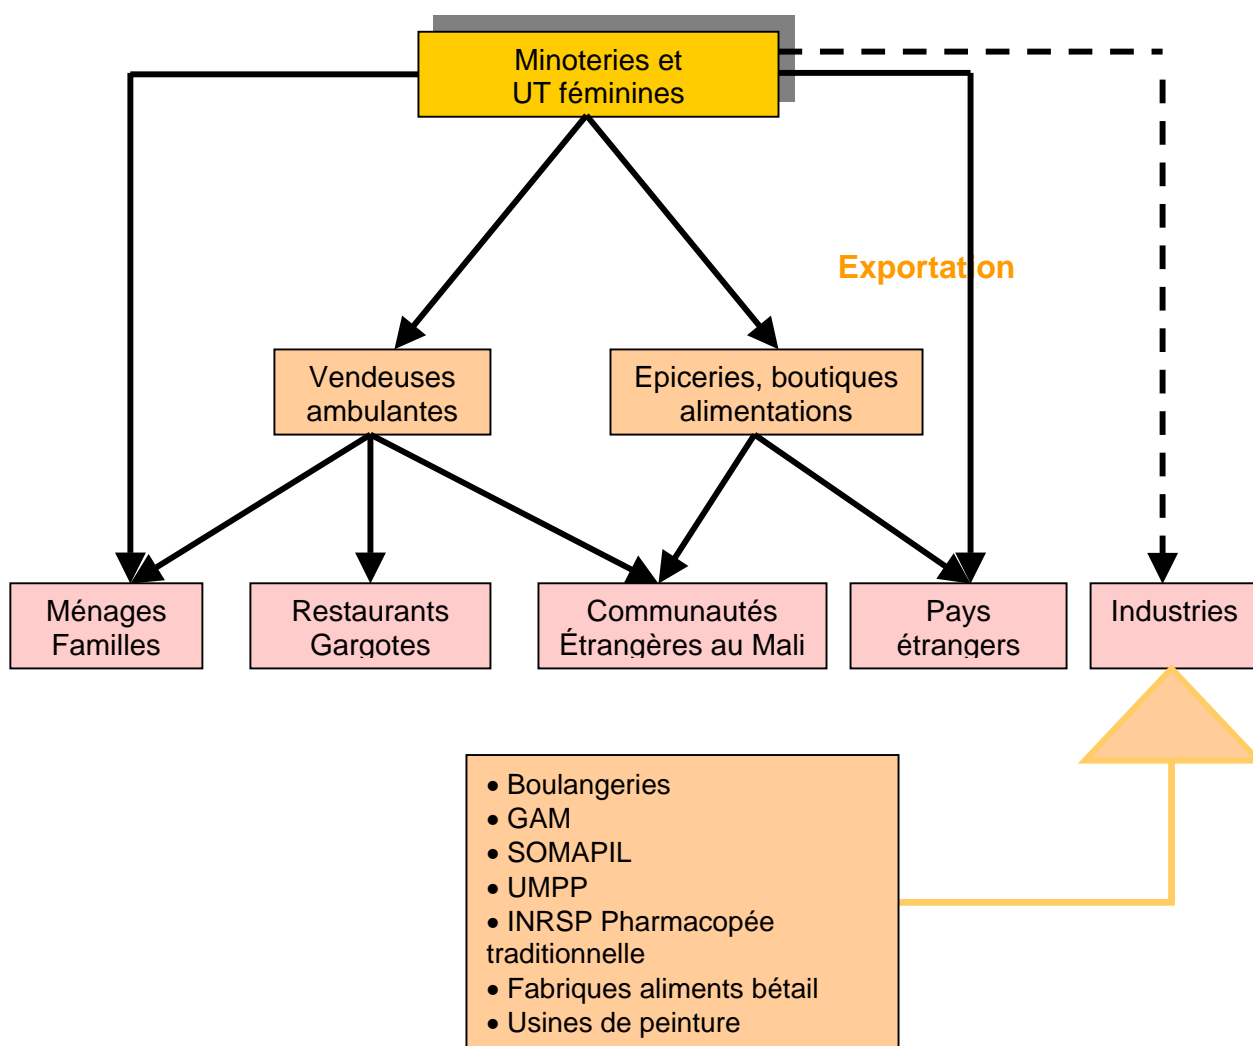 Minoteries et
UT féminines
Exportation
Vendeuses
ambulantes
Epiceries, boutiques
alimentations
Ménages
Familles
Restaurants
Gargotes
Communautés
Étrangères au Mali
Pays
étrangers
Industries
• Boulangeries
• GAM
• SOMAPIL
• UMPP
• INRSP Pharmacopée
traditionnelle
• Fabriques aliments bétail
• Usines de peinture